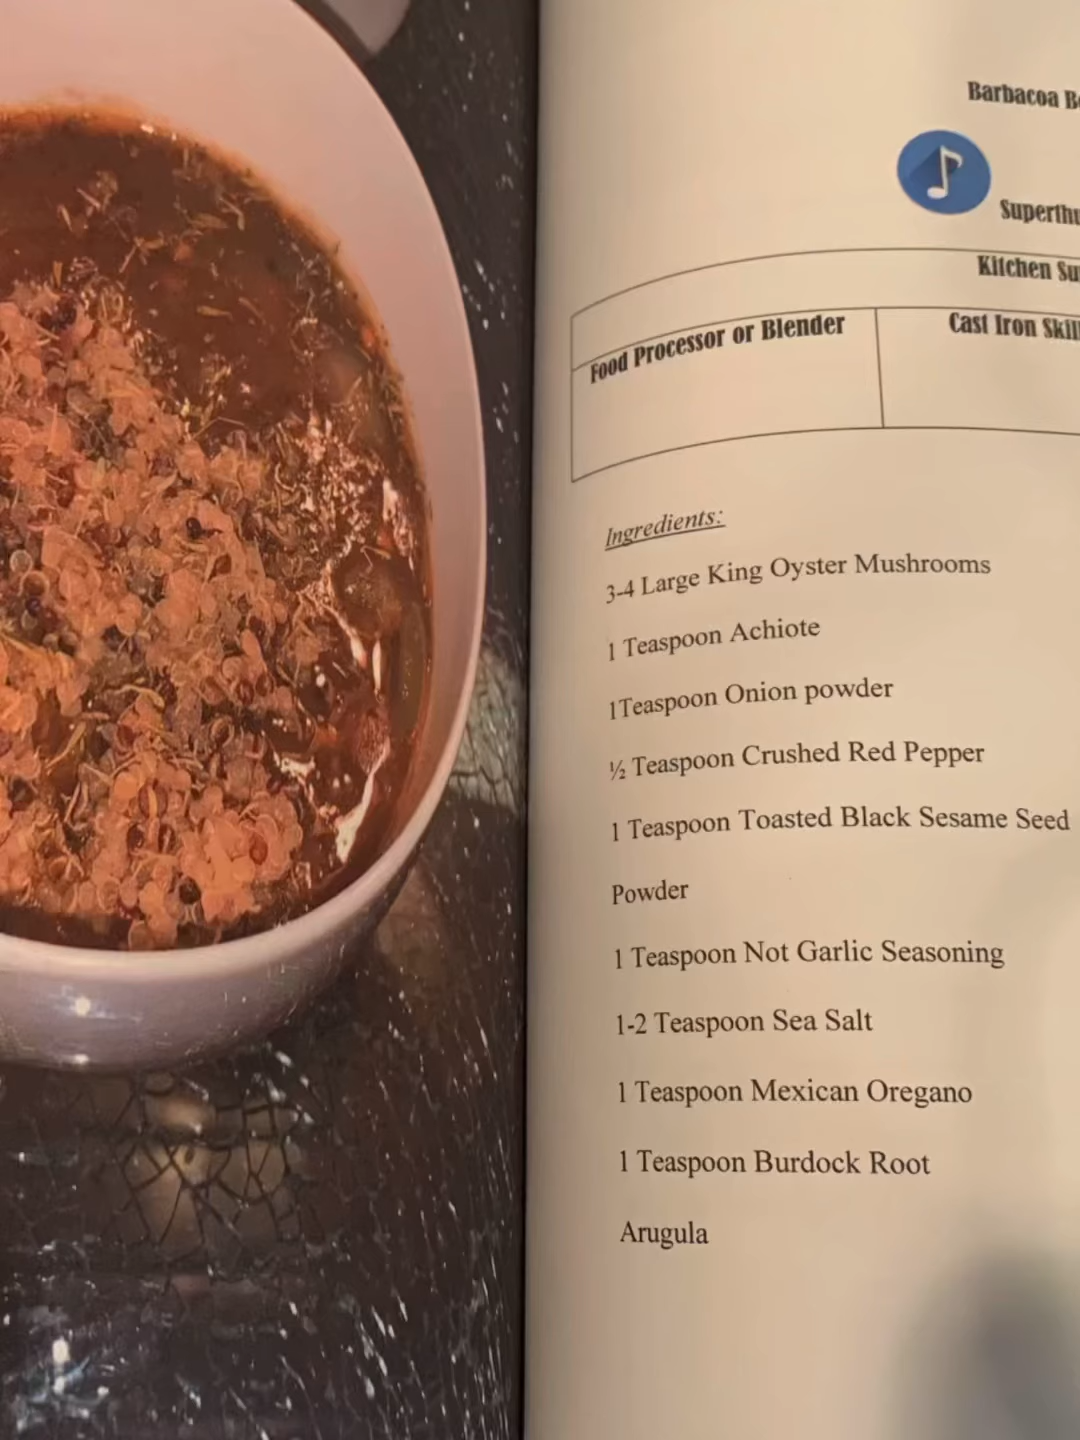 Barbacoa
Kitchen
Food Processor or Blender
Cast Iron
Ingredients:
3-4 Large King Oyster Mushrooms
1 Teaspoon Achiote
1Teaspoon Onion powder
½ Teaspoon Crushed Red Pepper
1 Teaspoon Toasted Black Sesame Seed
Powder
1 Teaspoon Not Garlic Seasoning
1-2 Teaspoon Sea Salt
1 Teaspoon Mexican Oregano
1 Teaspoon Burdock Root
Arugula